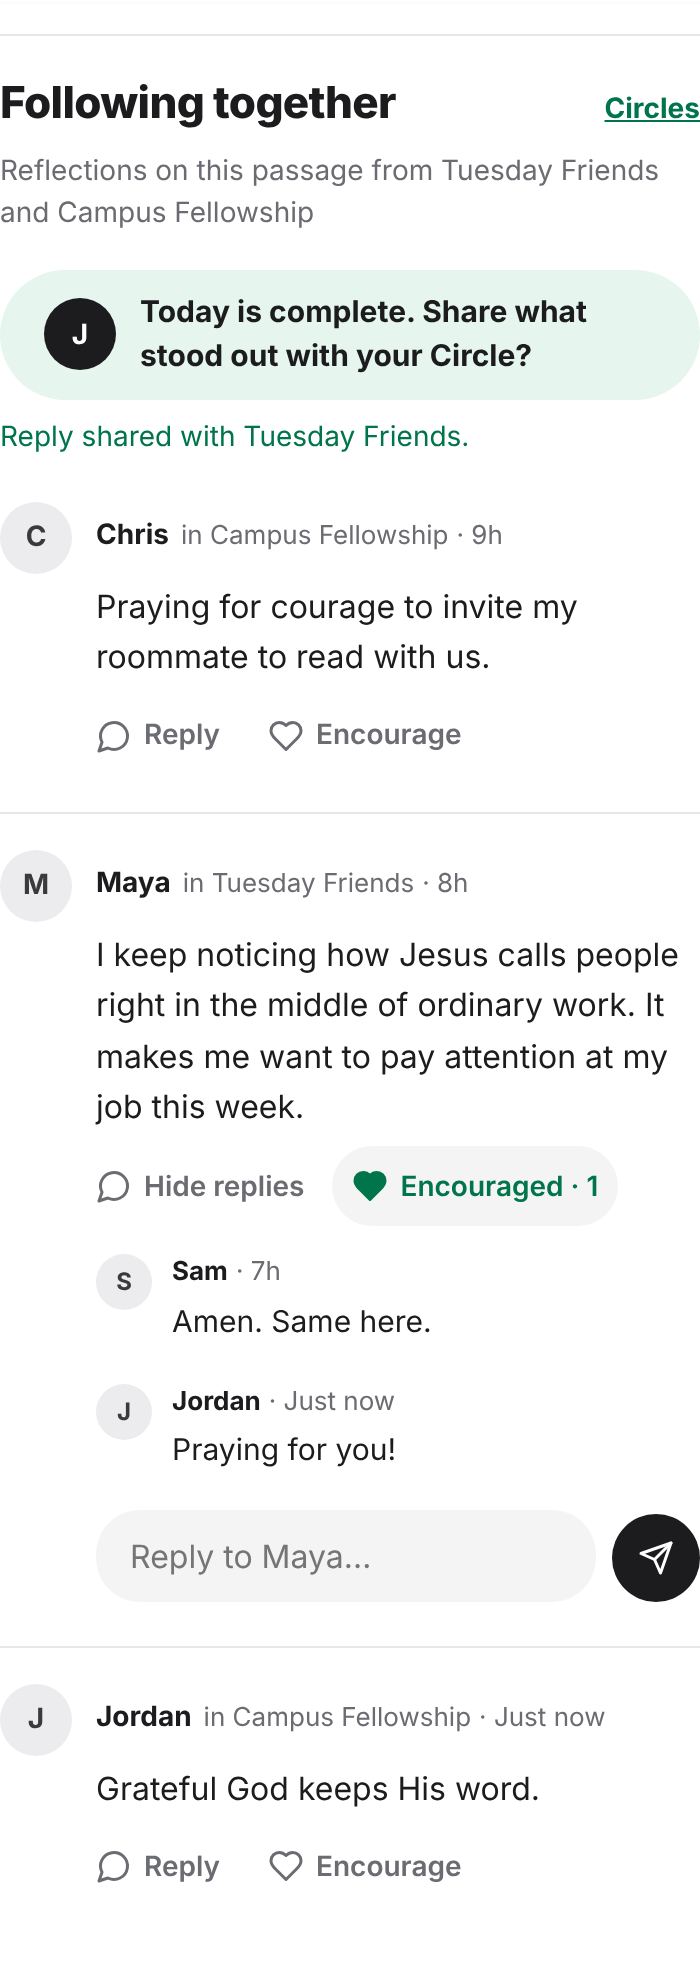 Following together
Circles
Reflections on this passage from Tuesday Friends
and Campus Fellowship
J
Today is complete. Share what
stood out with your Circle?
Reply shared with Tuesday Friends.
C
Chris in Campus Fellowship · 9h
Praying for courage to invite my
roommate to read with us.
Reply
Encourage
M
Maya in Tuesday Friends · 8h
I keep noticing how Jesus calls people
right in the middle of ordinary work. It
makes me want to pay attention at my
job this week.
Hide replies
Encouraged · 1
S
Sam · 7h
Amen. Same here.
J
Jordan · Just now
Praying for you!
Reply to Maya...
J
Jordan in Campus Fellowship · Just now
Grateful God keeps His word.
Reply
Encourage